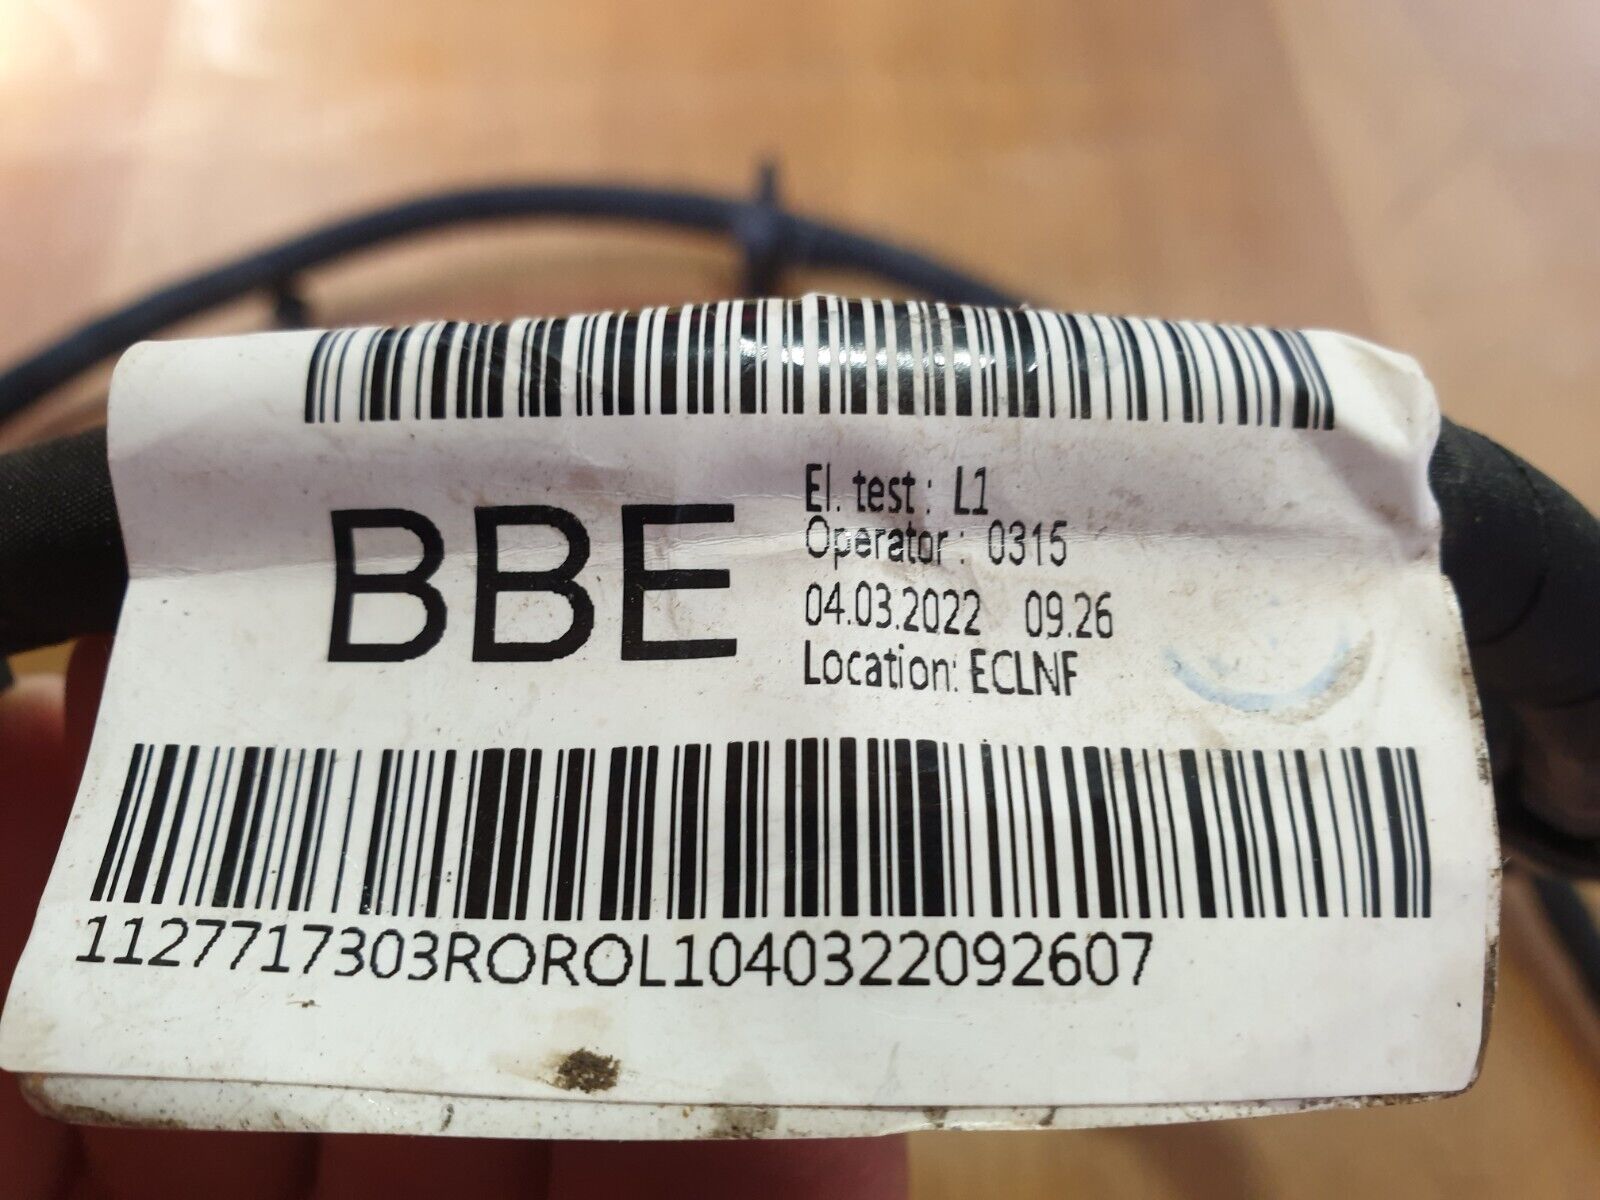 BBE
El. test: L1
Operator: 0315
04.03.2022 09.26
Location: ECLNF
1127717303ROROL1040322092607